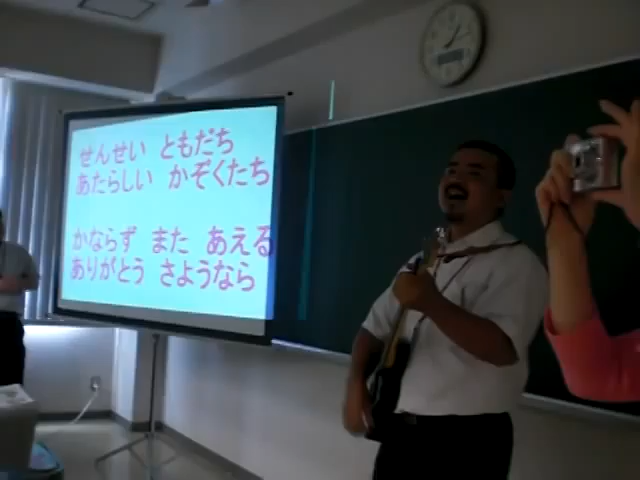 せんせい ともだち
あたらしい かぞくたち
かならず また あえる
ありがとう さようなら